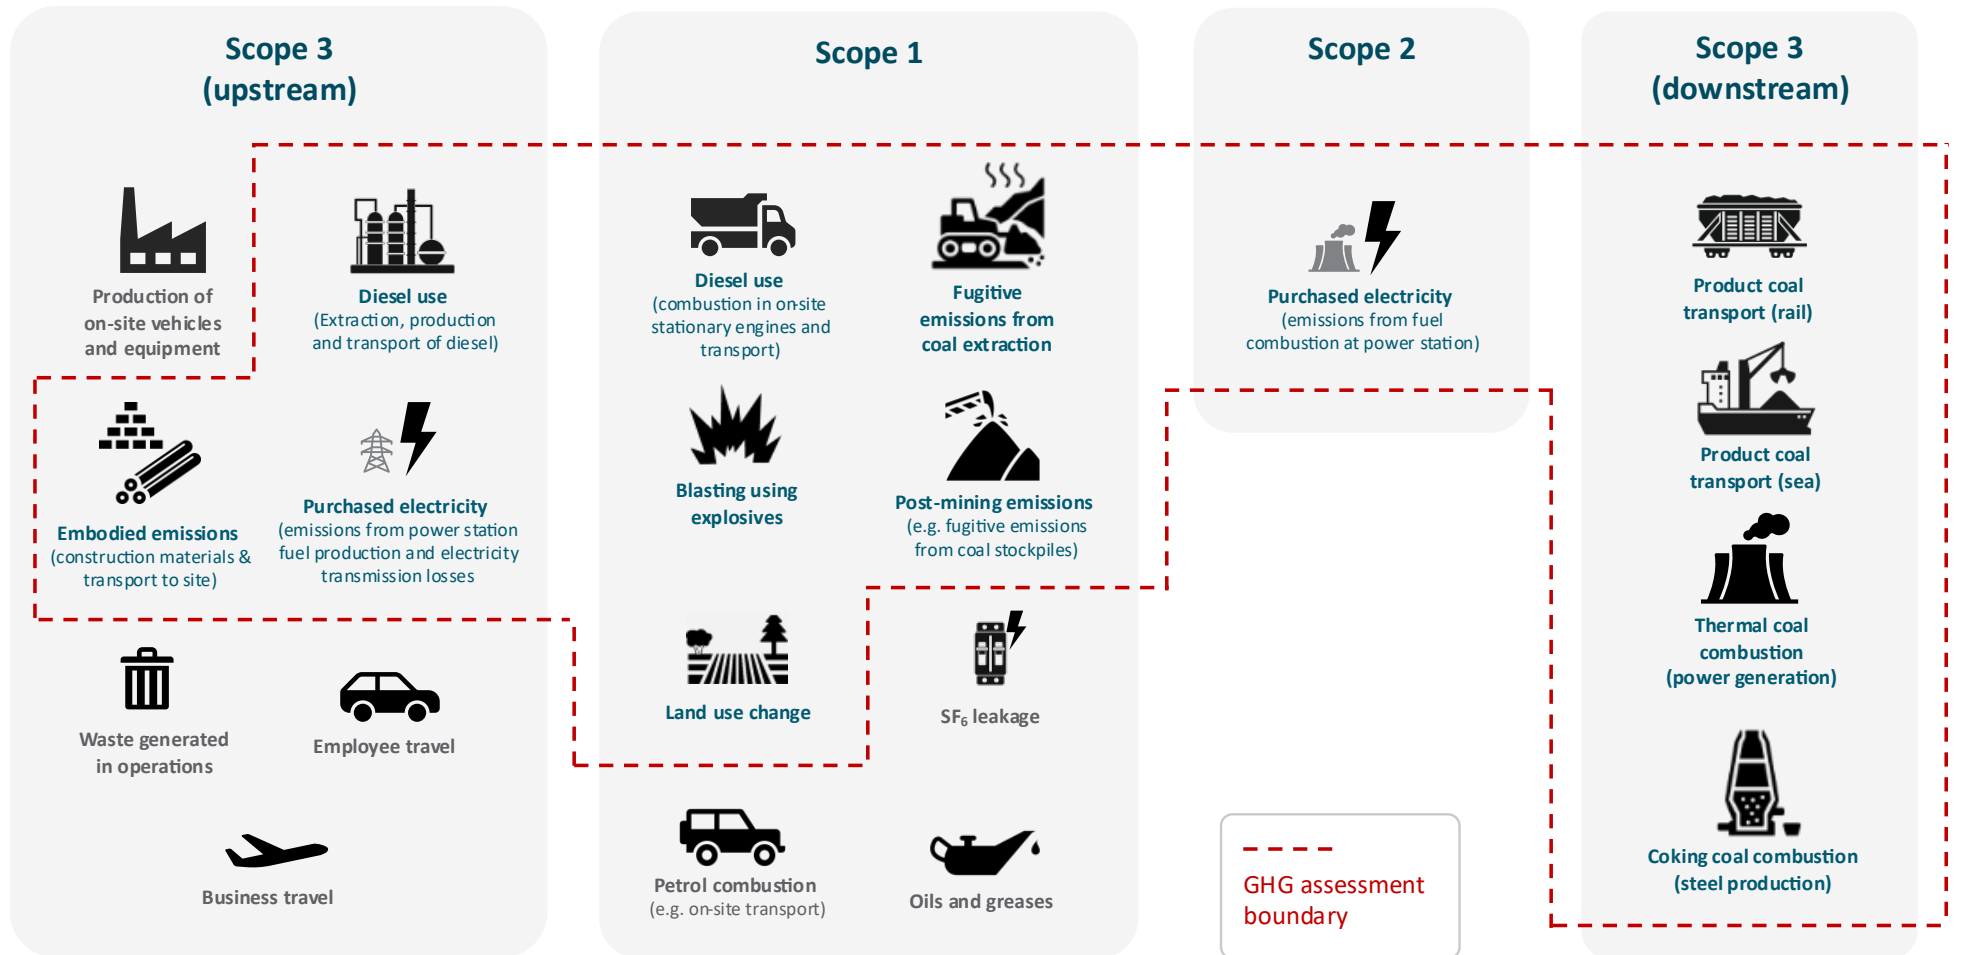 Scope 3
(upstream)
Production of
on-site vehicles
and equipment
Diesel use
(Extraction, production
and transport of diesel)
Embodied emissions
(construction materials &
transport to site)
Purchased electricity
(emissions from power station
fuel production and electricity
transmission losses
Waste generated
in operations
Employee travel
Business travel
Scope 1
Diesel use
(combustion in on-site
stationary engines and
transport)
Fugitive
emissions from
coal extraction
Blasting using
explosives
Post-mining emissions
(e.g. fugitive emissions
from coal stockpiles)
Land use change
SF₆ leakage
Petrol combustion
(e.g. on-site transport)
Oils and greases
Scope 2
Purchased electricity
(emissions from fuel
combustion at power station)
GHG assessment
boundary
Scope 3
(downstream)
Product coal
transport (rail)
Product coal
transport (sea)
Thermal coal
combustion
(power generation)
Coking coal combustion
(steel production)